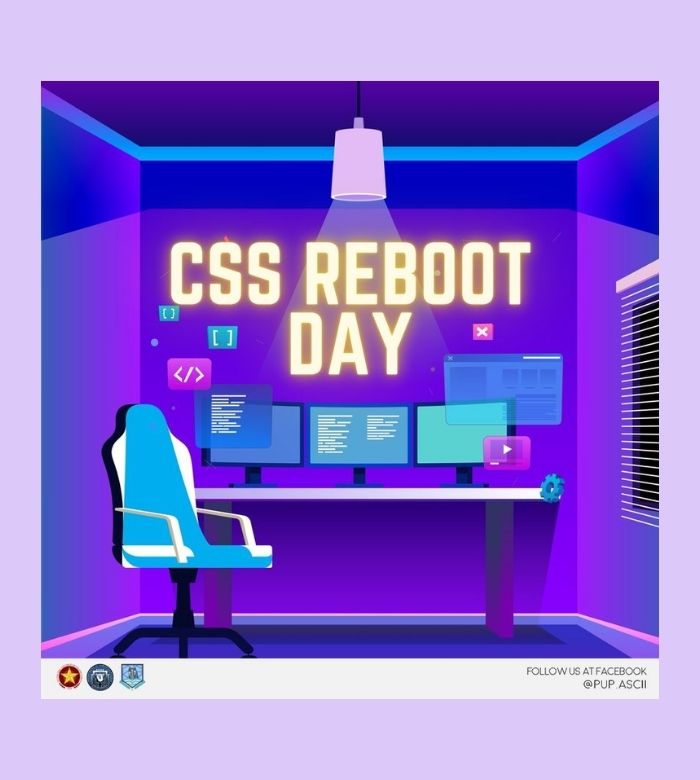 CSS REBOOT
DAY
[ ]
[ ]
</>
FOLLOW US AT FACEBOOK
@PUP.ASCII